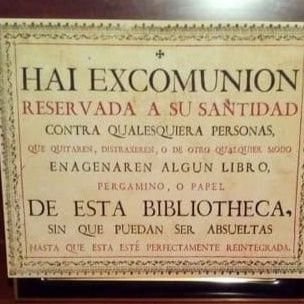 HAI EXCOMUNION
RESERVADA A SU SANTIDAD
CONTRA QUALESQUIERA PERSONAS,
QUE QUITAREN, DISTRAXEREN, O DE OTRO QUALQUIER MODO
ENAGENAREN ALGUN LIBRO,
PERGAMINO, O PAPEL
DE ESTA BIBLIOTHECA,
SIN QUE PUEDAN SER ABSUELTAS
HASTA QUE ESTA ESTÉ PERFECTAMENTE REINTEGRADA.